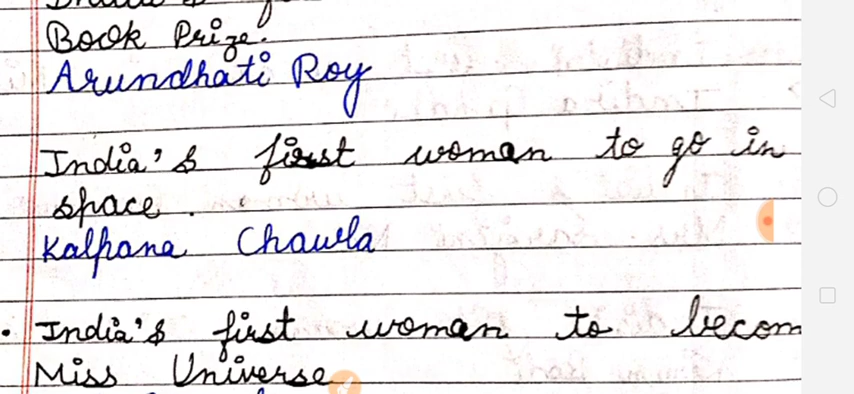 Book Prize.
Arundhati Roy
India's first woman to go in
space.
Kalpana Chawla
• India's first woman to becom
Miss Universe